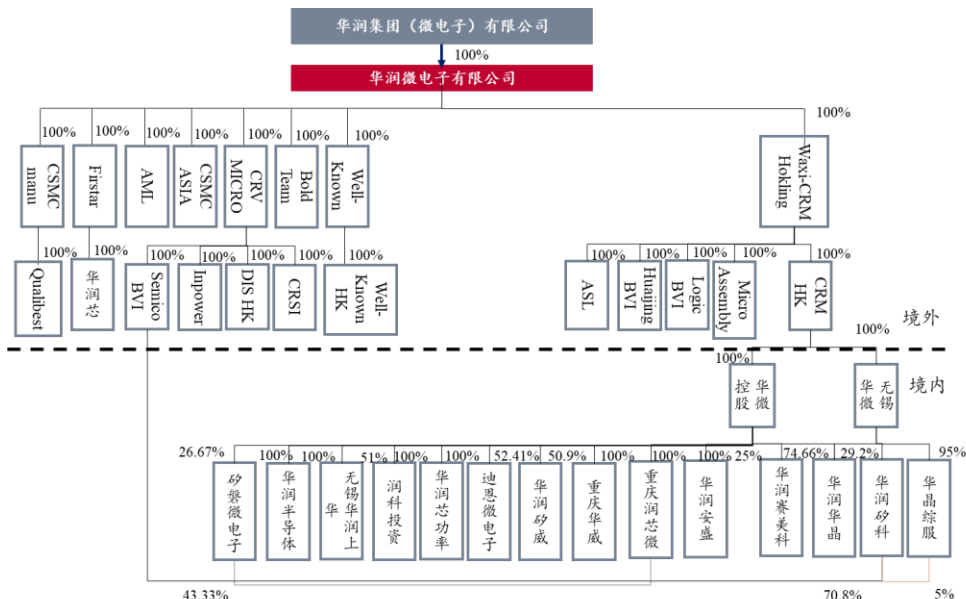 华润集团（微电子）有限公司
100%
华润微电子有限公司
100%
100%
100%
100%
100%
100%
100%
100%
CSMC
manu
Firstar
AML
CSMC
ASIA
CRV
MICRO
Bold
Team
Well-
Known
Waxi-CRM
Hokling
100%
100%
100%
100%
100%
100%
100%
100%
100%
100%
100%
100%
Qualibest
华润芯
Semico
BVI
Inpower
DIS HK
CRSI
Well-
Known
HK
ASL
Huajing
BVI
Logic
BVI
Micro
Assembly
CRM
HK
境外
100%
100%
境内
华微
控股
无锡
华微
26.67%
100%
100%
51%
100%
100%
52.41%
50.9%
100%
100%
100%
25%
74.66%
29.2%
95%
矽磐微电子
华润半导体
无锡华润上
华
润科投资
华润芯功率
迪恩微电子
华润矽威
重庆华威
重庆润芯微
华润安盛
华润赛美科
华润华晶
华润矽科
华晶综服
43.33%
70.8%
5%